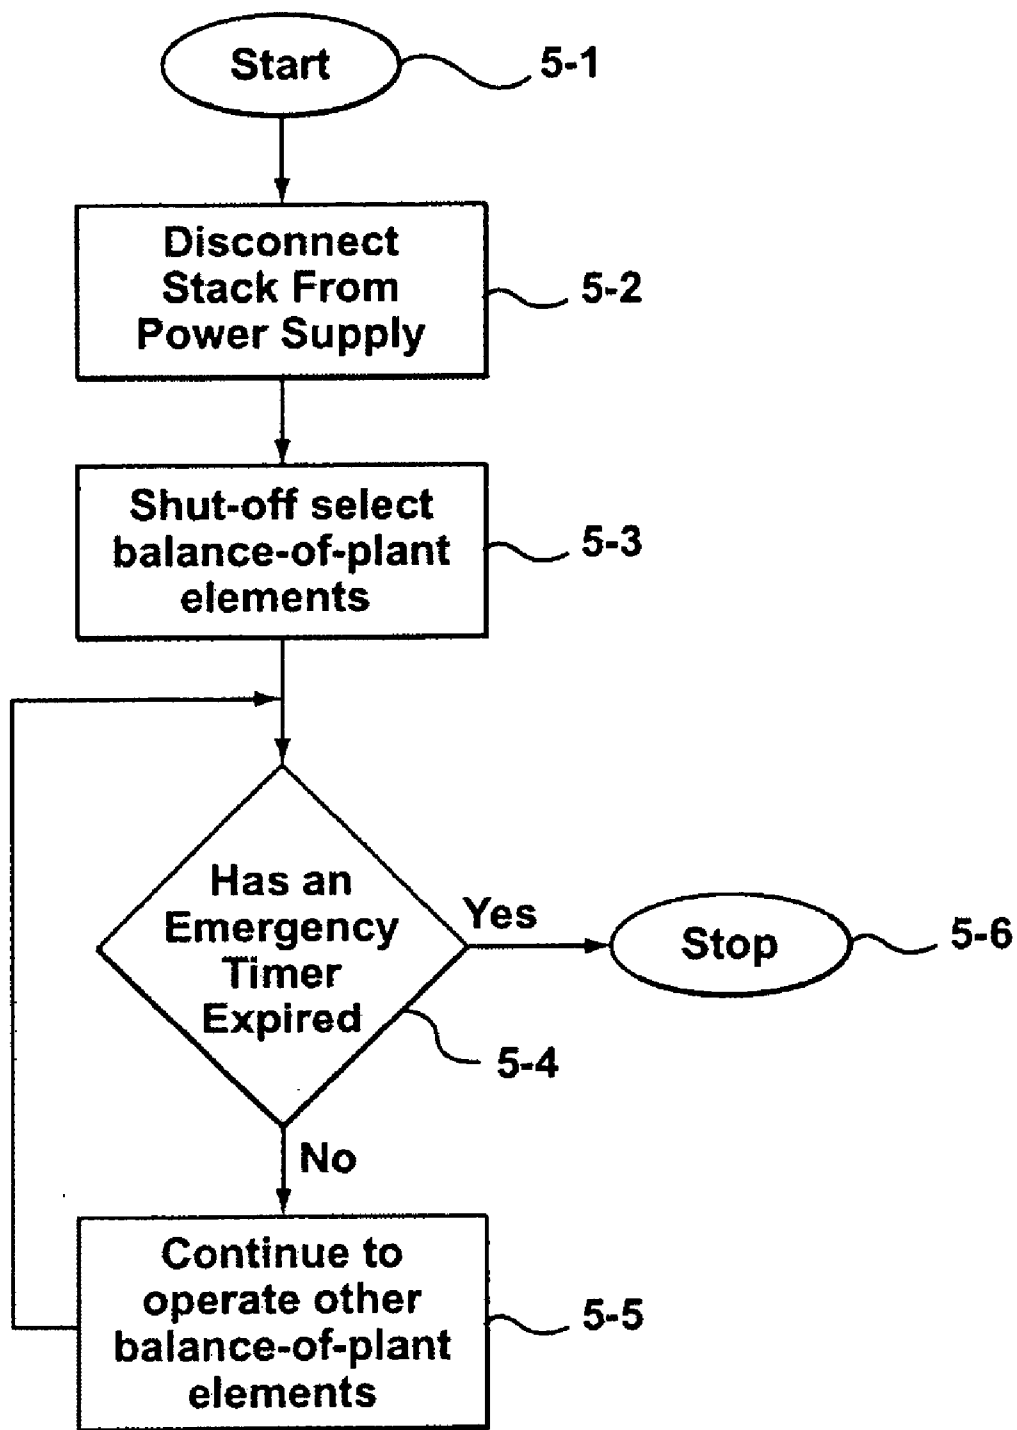 Start
5-1
Disconnect
Stack From
Power Supply
5-2
Shut-off select
balance-of-plant
elements
5-3
Has an
Emergency
Timer
Expired
5-4
Yes
Stop
5-6
No
Continue to
operate other
balance-of-plant
elements
5-5